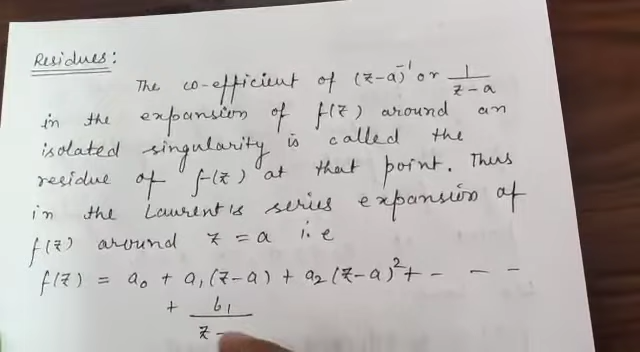 Residues:
The co-efficient of (z-a)⁻¹ or 1/(z-a)
in the expansion of f(z) around an
isolated singularity is called the
residue of f(z) at that point. Thus
in the Laurent's series expansion of
f(z) around z = a i.e
f(z) = a₀ + a₁(z-a) + a₂(z-a)² + - - -
+ b₁/z-